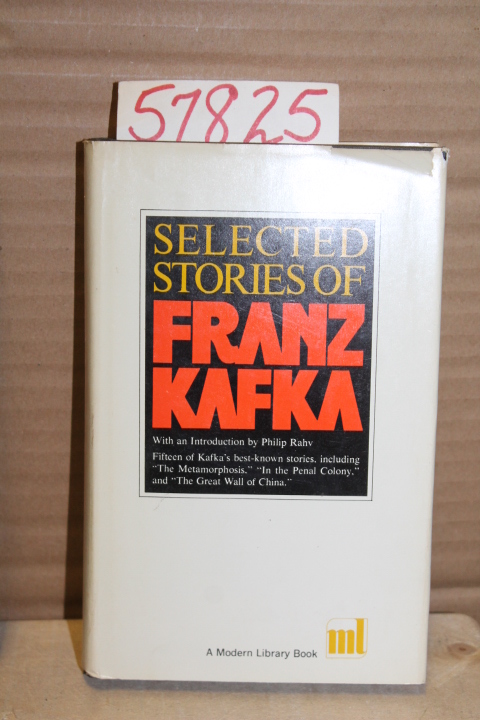 57825
SELECTED
STORIES OF
FRANZ
KAFKA
With an Introduction by Philip Rahv
Fifteen of Kafka's best-known stories, including
"The Metamorphosis," "In the Penal Colony,"
and "The Great Wall of China."
A Modern Library Book
ml